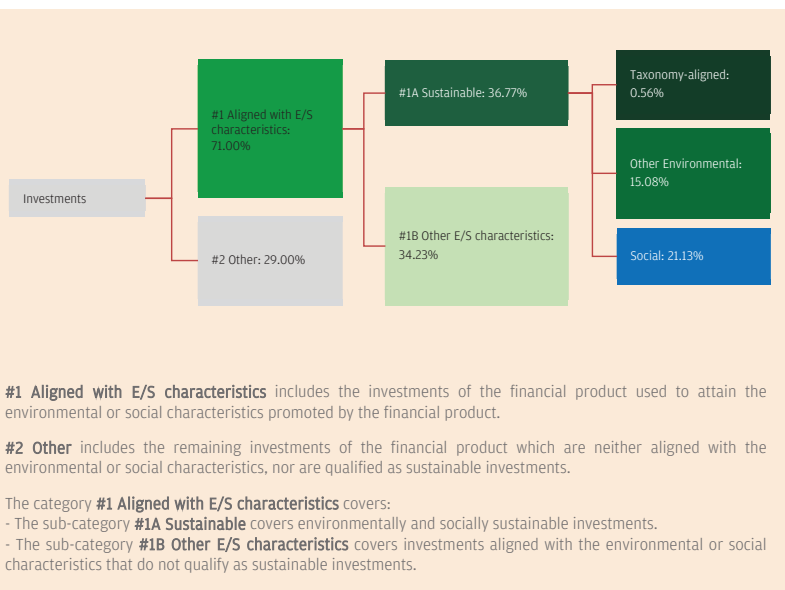 Investments
#1 Aligned with E/S
characteristics:
71.00%
#2 Other: 29.00%
#1A Sustainable: 36.77%
#1B Other E/S characteristics:
34.23%
Taxonomy-aligned:
0.56%
Other Environmental:
15.08%
Social: 21.13%
#1 Aligned with E/S characteristics includes the investments of the financial product used to attain the
environmental or social characteristics promoted by the financial product.
#2 Other includes the remaining investments of the financial product which are neither aligned with the
environmental or social characteristics, nor are qualified as sustainable investments.
The category #1 Aligned with E/S characteristics covers:
- The sub-category #1A Sustainable covers environmentally and socially sustainable investments.
- The sub-category #1B Other E/S characteristics covers investments aligned with the environmental or social
characteristics that do not qualify as sustainable investments.